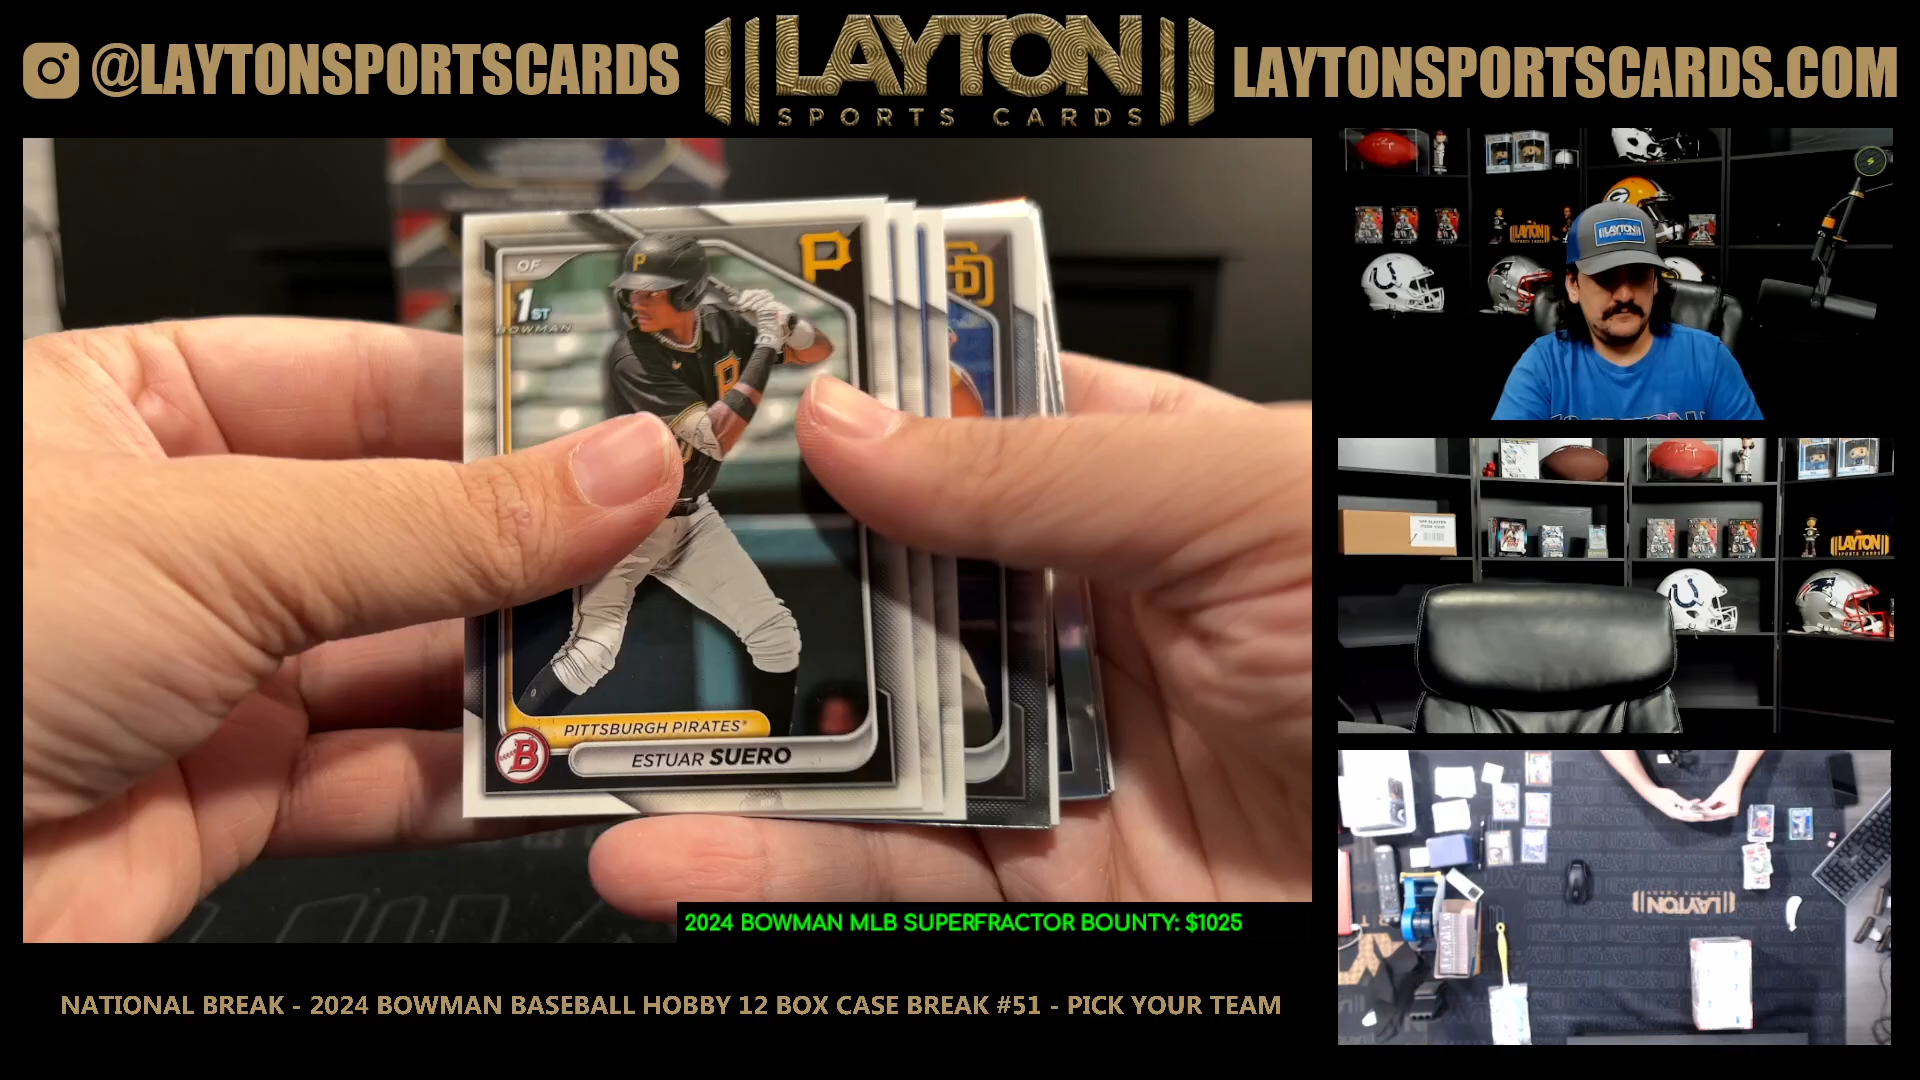 @LAYTONSPORTSCARDS
LAYTON
SPORTS CARDS
LAYTONSPORTSCARDS.COM
OF
P
1ST
BOWMAN
P
SD
PITTSBURGH PIRATES
B
ESTUAR SUERO
LAYTON
LAYTON
LAYTON
LAYTON
2024 BOWMAN MLB SUPERFRACTOR BOUNTY: $1025
NATIONAL BREAK - 2024 BOWMAN BASEBALL HOBBY 12 BOX CASE BREAK #51 - PICK YOUR TEAM